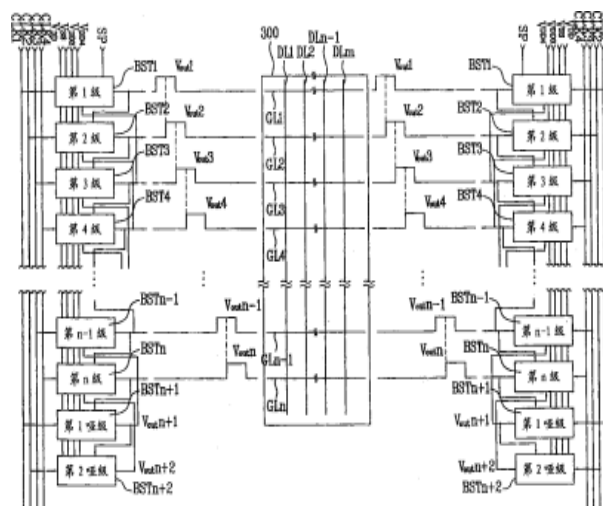 300
DL1
DL2
DLn-1
DLm
SIP
BST1
Vout1
第1级
GL1
BST2
Vout2
第2级
GL2
BST3
Vout3
第3级
GL3
BST4
Vout4
第4级
GL4
BSTn-1
Voutn-1
第n-1级
GLn-1
BSTn
Voutn
第n级
GLn
BSTn+1
第1哑级
Voutn+1
第2哑级
Voutn+2
BSTn+2
SIP
Vout1
BST1
第1级
Vout2
BST2
第2级
Vout3
BST3
第3级
Vout4
BST4
第4级
Voutn-1
BSTn-1
第n-1级
Voutn
BSTn
第n级
BSTn+1
Voutn+1
第1哑级
Voutn+2
第2哑级
BSTn+2